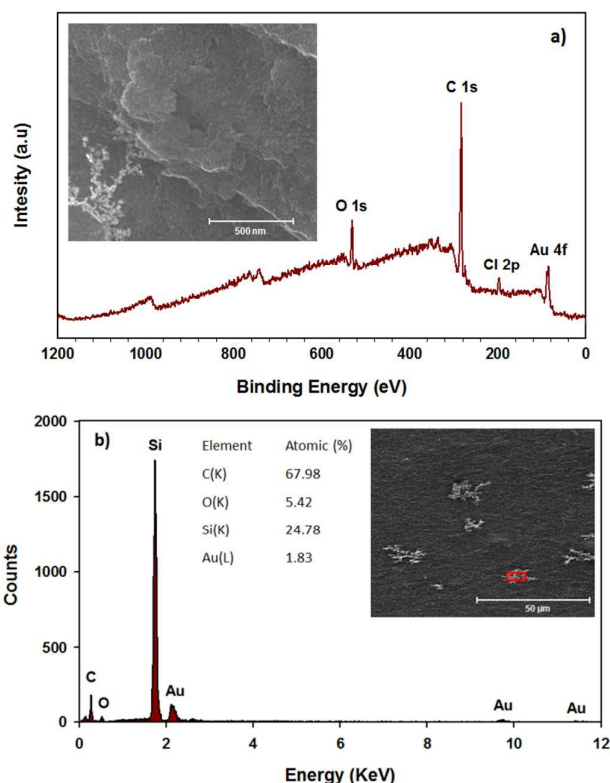 a)
C 1s
O 1s
Cl 2p
Au 4f
500 nm
Intesity (a.u)
1200 1000 800 600 400 200 0
Binding Energy (eV)
b)
Si
Element Atomic (%)
C(K) 67.98
O(K) 5.42
Si(K) 24.78
Au(L) 1.83
50 µm
2000
1500
1000
500
0
Counts
C
O
Au
Au
Au
0 2 4 6 8 10 12
Energy (KeV)